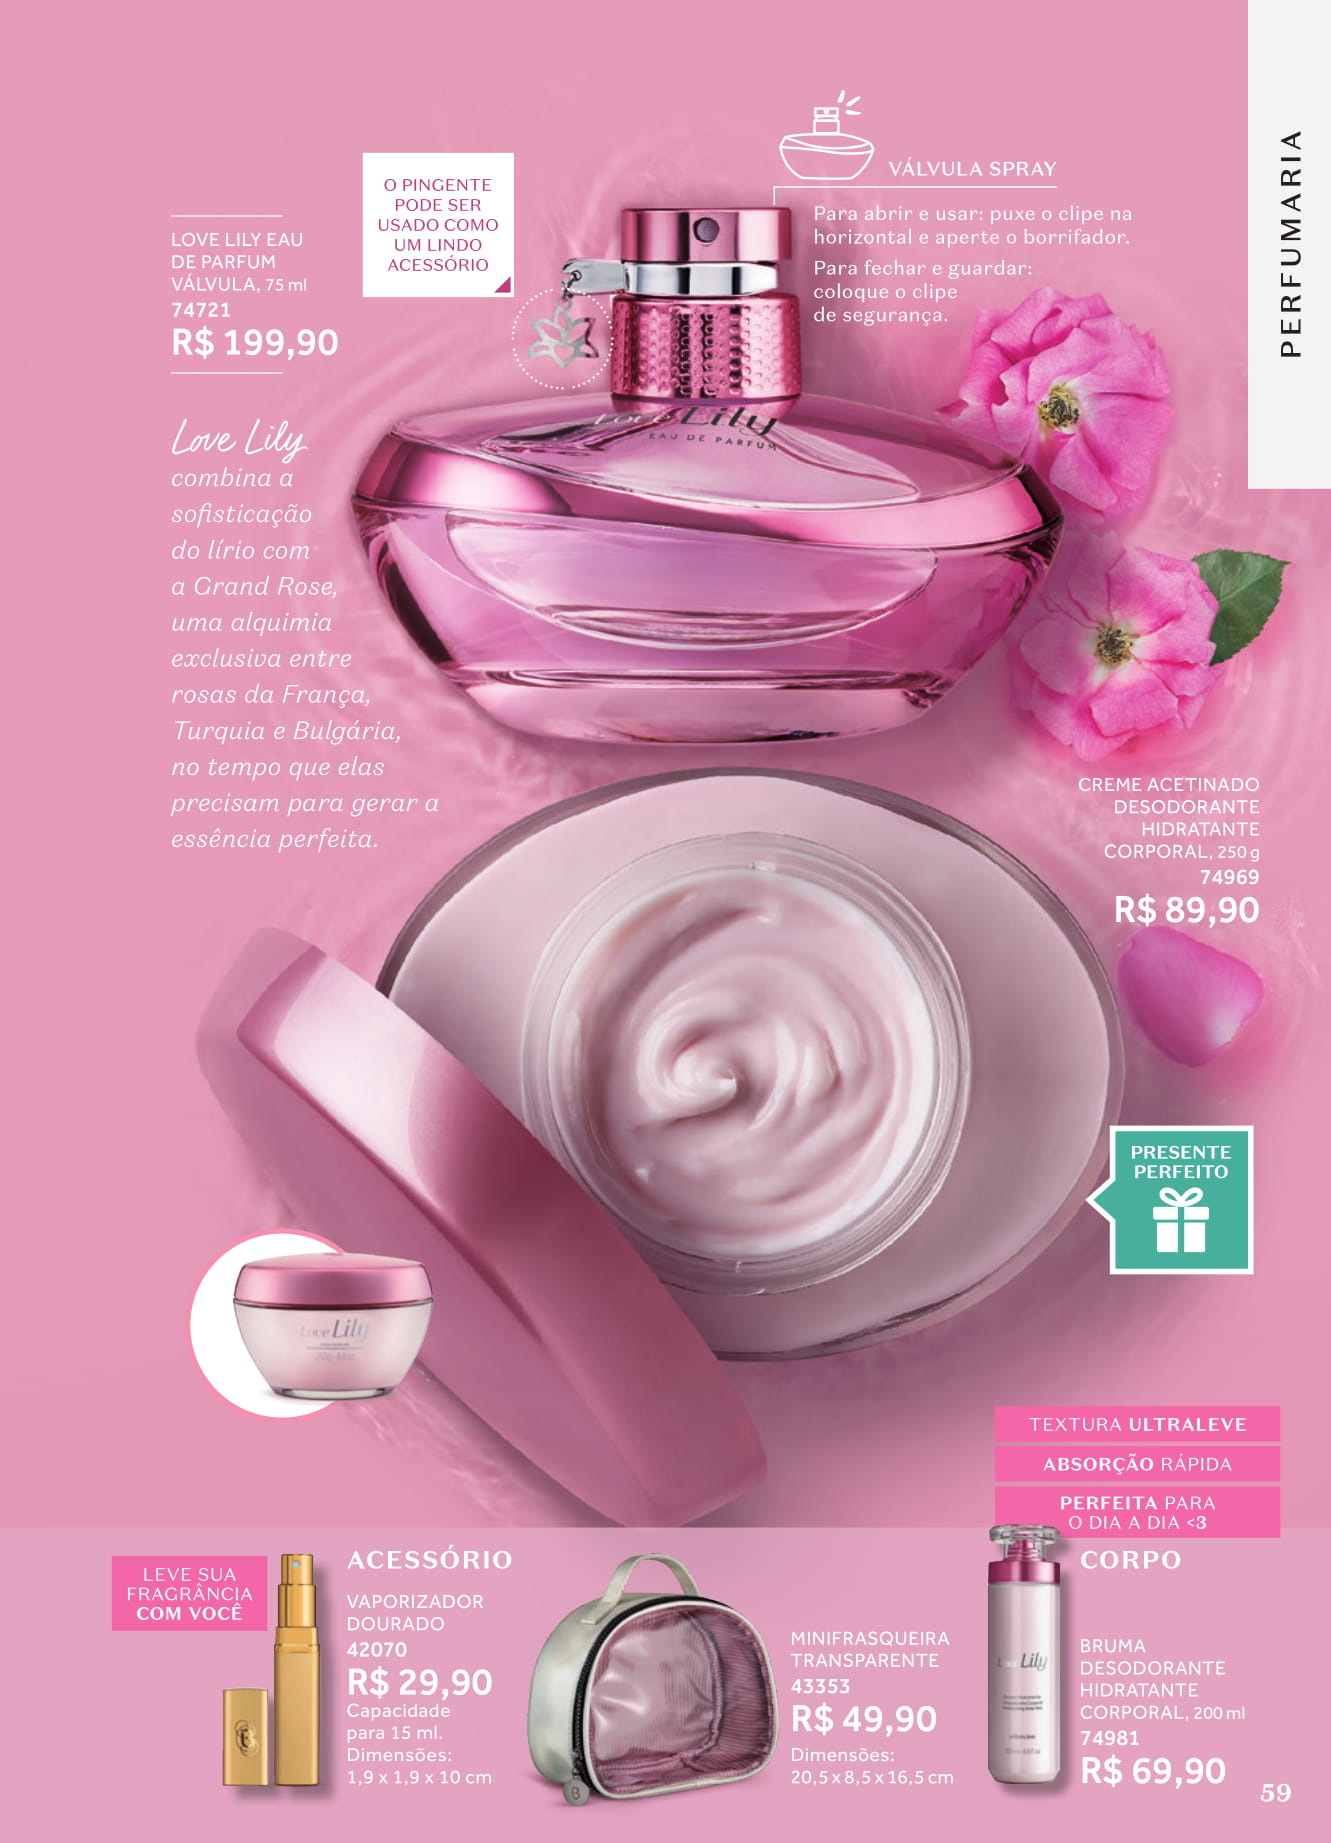 PERFUMARIA
VÁLVULA SPRAY
Para abrir e usar: puxe o clipe na
horizontal e aperte o borrifador.
Para fechar e guardar:
coloque o clipe
de segurança.
O PINGENTE
PODE SER
USADO COMO
UM LINDO
ACESSÓRIO
LOVE LILY EAU
DE PARFUM
VÁLVULA, 75 ml
74721
R$ 199,90
Love Lily
EAU DE PARFUM
Love Lily
combina a
sofisticação
do lírio com
a Grand Rose,
uma alquimia
exclusiva entre
rosas da França,
Turquia e Bulgária,
no tempo que elas
precisam para gerar a
essência perfeita.
CREME ACETINADO
DESODORANTE
HIDRATANTE
CORPORAL, 250 g
74969
R$ 89,90
PRESENTE
PERFEITO
Love Lily
TEXTURA ULTRALEVE
ABSORÇÃO RÁPIDA
PERFEITA PARA
O DIA A DIA <3
LEVE SUA
FRAGRÂNCIA
COM VOCÊ
ACESSÓRIO
VAPORIZADOR
DOURADO
42070
R$ 29,90
Capacidade
para 15 ml.
Dimensões:
1,9 x 1,9 x 10 cm
B
MINIFRASQUEIRA
TRANSPARENTE
43353
R$ 49,90
Dimensões:
20,5 x 8,5 x 16,5 cm
Love Lily
CORPO
BRUMA
DESODORANTE
HIDRATANTE
CORPORAL, 200 ml
74981
R$ 69,90
59